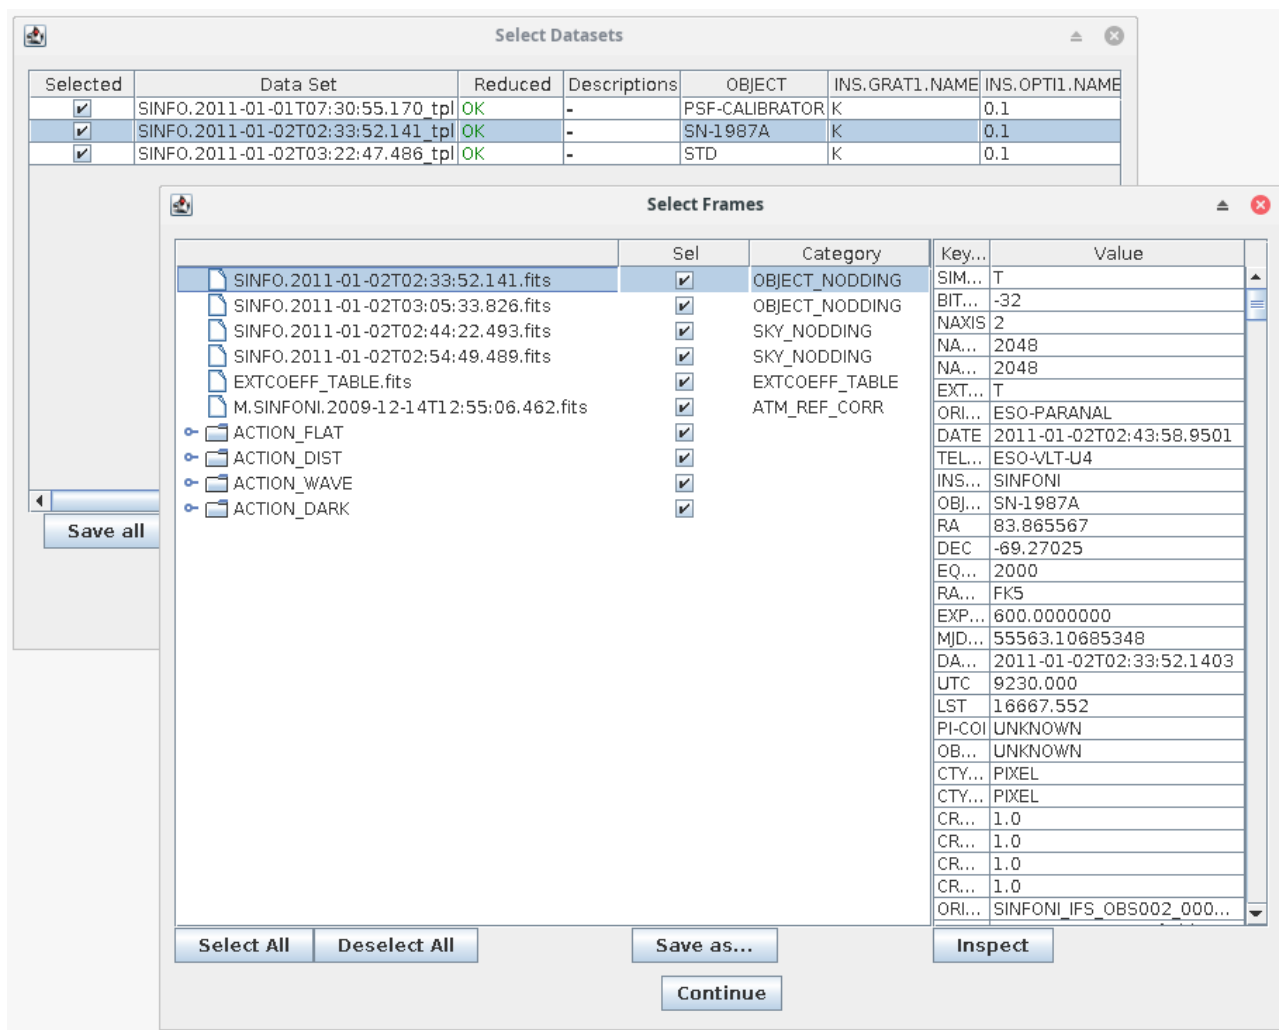 Select Datasets
Selected Data Set Reduced Descriptions OBJECT INS.GRAT1.NAME INS.OPTI1.NAME
SINFO.2011-01-01T07:30:55.170_tpl OK - PSF-CALIBRATOR K 0.1
SINFO.2011-01-02T02:33:52.141_tpl OK - SN-1987A K 0.1
SINFO.2011-01-02T03:22:47.486_tpl OK - STD K 0.1
Save all
Select Frames
Sel Category Key... Value
SINFO.2011-01-02T02:33:52.141.fits OBJECT_NODDING
SINFO.2011-01-02T03:05:33.826.fits OBJECT_NODDING
SINFO.2011-01-02T02:44:22.493.fits SKY_NODDING
SINFO.2011-01-02T02:54:49.489.fits SKY_NODDING
EXTCOEFF_TABLE.fits EXTCOEFF_TABLE
M.SINFONI.2009-12-14T12:55:06.462.fits ATM_REF_CORR
ACTION_FLAT
ACTION_DIST
ACTION_WAVE
ACTION_DARK
SIM... T
BIT... -32
NAXIS 2
NA... 2048
NA... 2048
EXT... T
ORI... ESO-PARANAL
DATE 2011-01-02T02:43:58.9501
TEL... ESO-VLT-U4
INS... SINFONI
OBJ... SN-1987A
RA 83.865567
DEC -69.27025
EQ... 2000
RA... FK5
EXP... 600.0000000
MJD... 55563.10685348
DA... 2011-01-02T02:33:52.1403
UTC 9230.000
LST 16667.552
PI-COI UNKNOWN
OB... UNKNOWN
CTY... PIXEL
CTY... PIXEL
CR... 1.0
CR... 1.0
CR... 1.0
CR... 1.0
ORI... SINFONI_IFS_OBS002_000...
Select All Deselect All Save as... Inspect
Continue